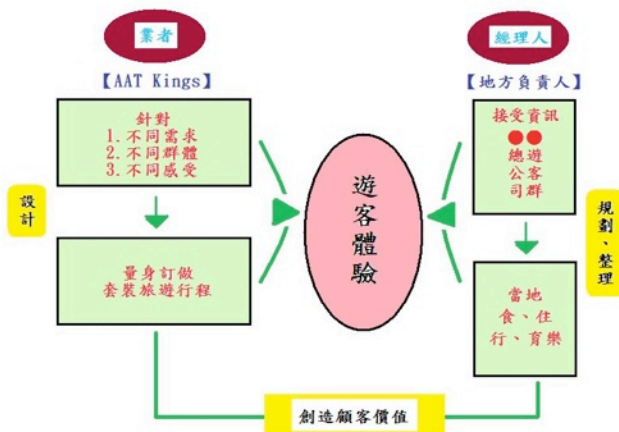 業者
【AAT Kings】
針對
1. 不同需求
2. 不同群體
3. 不同感受
設計
量身訂做
套裝旅遊行程
遊客體驗
經理人
【地方負責人】
接受資訊
●●
總遊
公客
司群
規劃、整理
當地
食、住
行、育樂
創造顧客價值